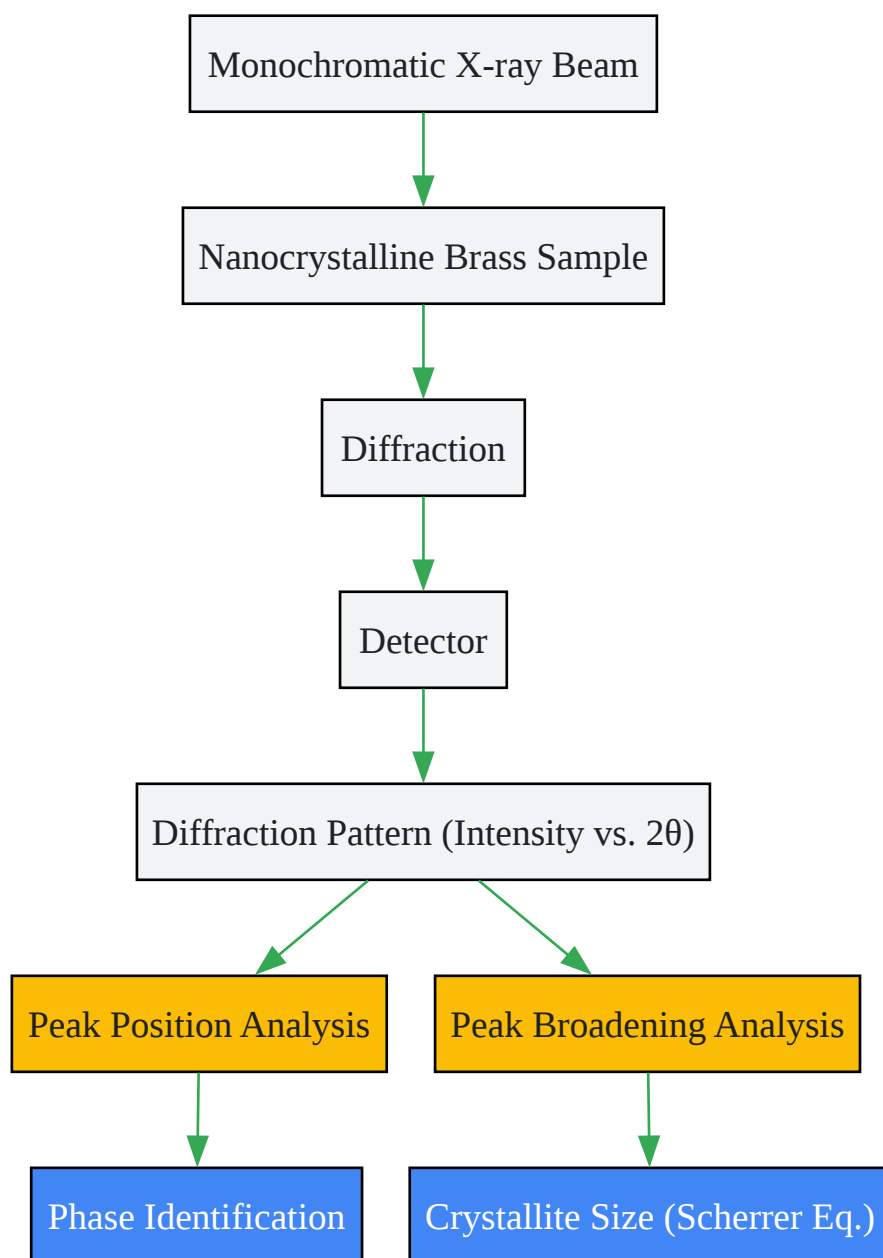 Monochromatic X-ray Beam
Nanocrystalline Brass Sample
Diffraction
Detector
Diffraction Pattern (Intensity vs. 2θ)
Peak Position Analysis
Peak Broadening Analysis
Phase Identification
Crystallite Size (Scherrer Eq.)